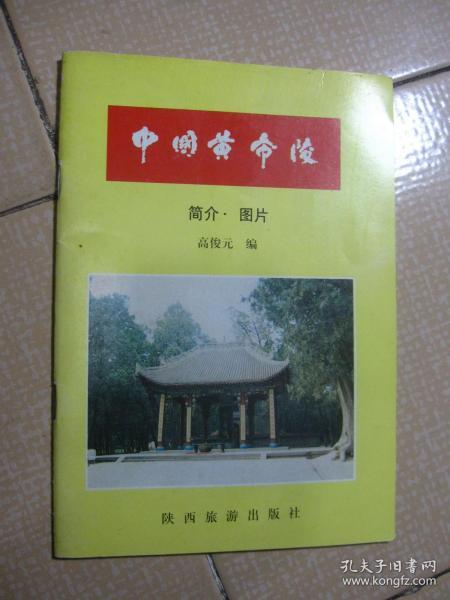 中国黄帝陵
简介·图片
高俊元 编
陕西旅游出版社
孔夫子旧书网
www.kongfz.com